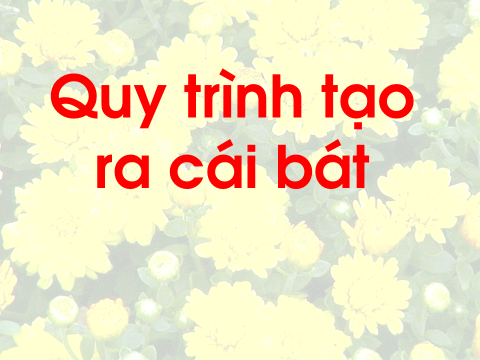 Quy trình tạo
ra cái bát